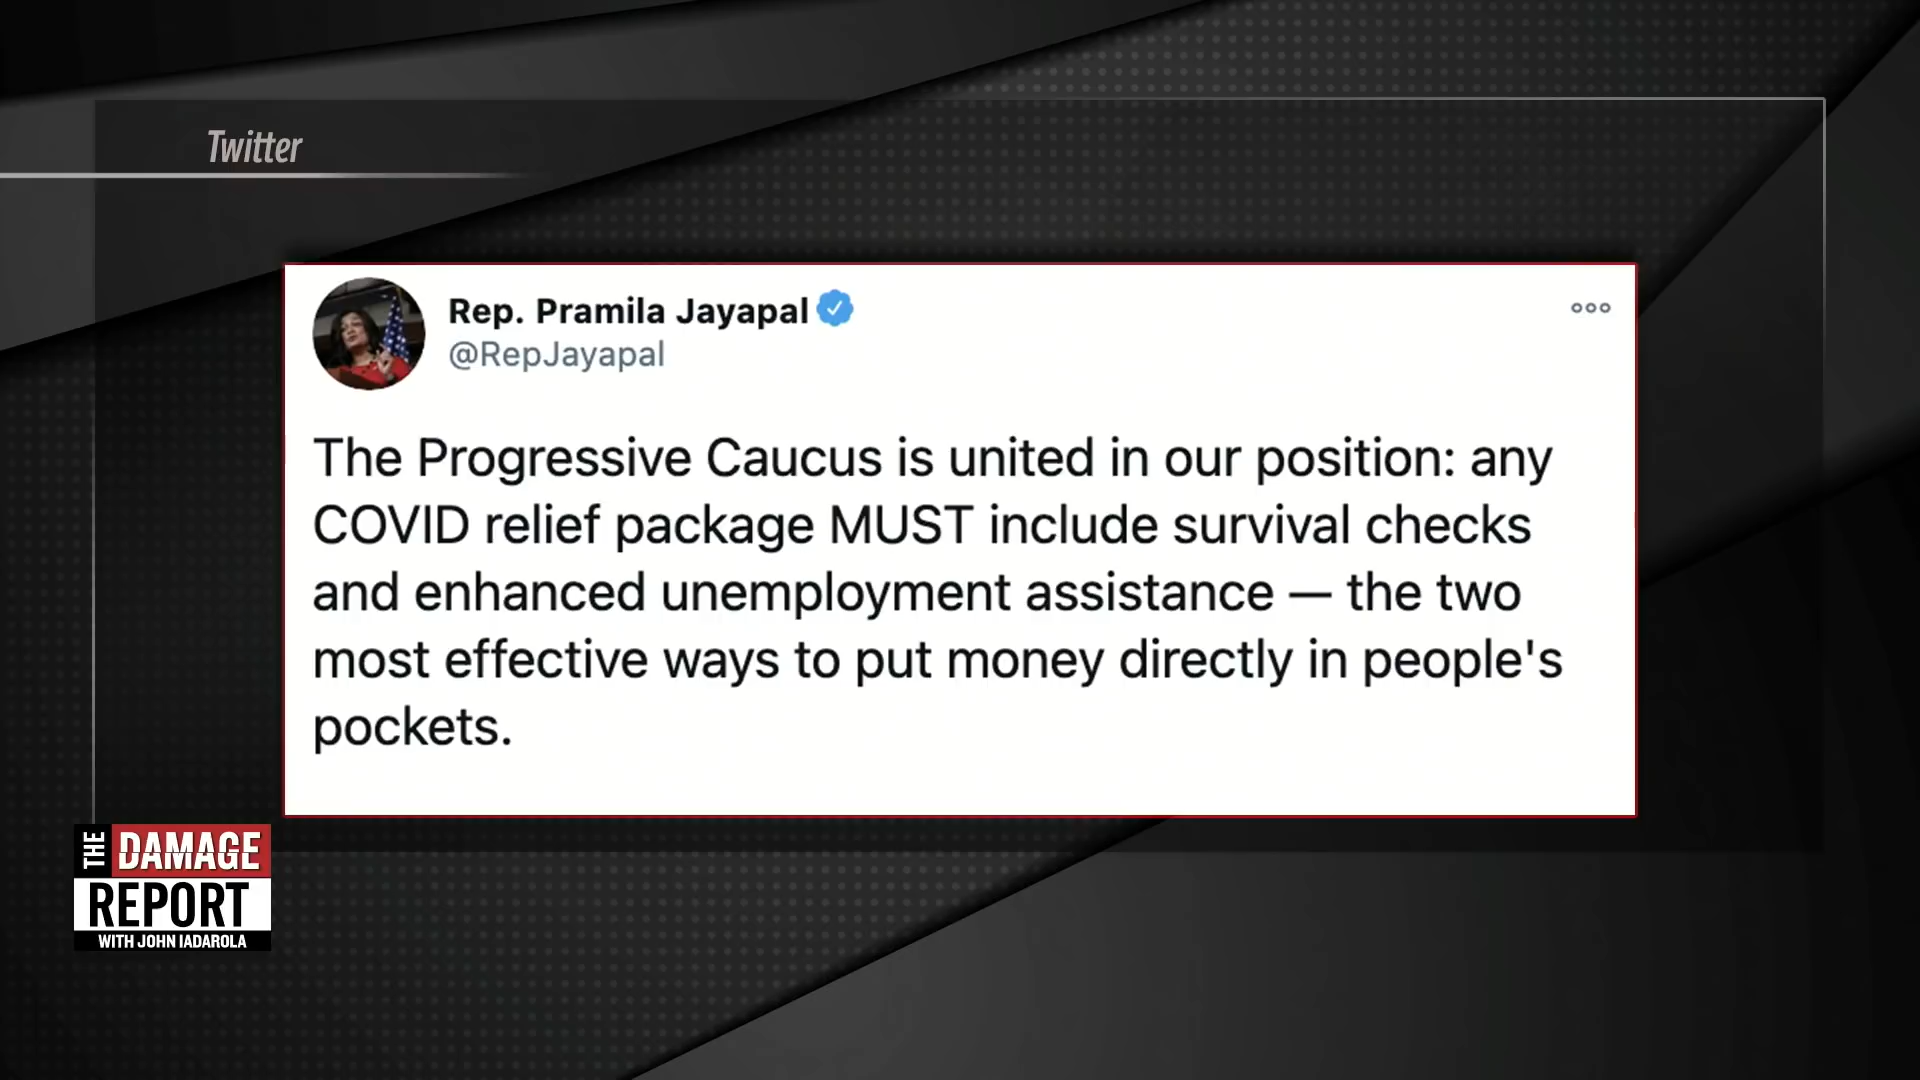 Twitter
Rep. Pramila Jayapal
@RepJayapal
The Progressive Caucus is united in our position: any
COVID relief package MUST include survival checks
and enhanced unemployment assistance — the two
most effective ways to put money directly in people's
pockets.
THE DAMAGE
REPORT
WITH JOHN IADAROLA